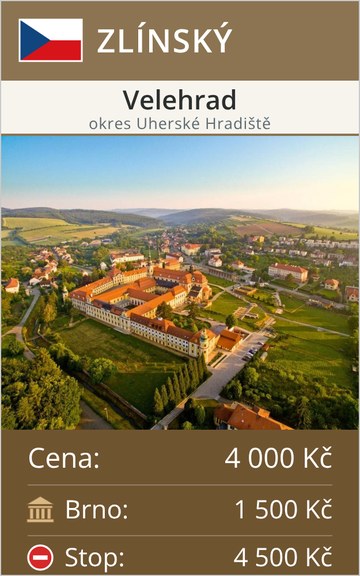 ZLÍNSKÝ
Velehrad
okres Uherské Hradiště
Cena: 4 000 Kč
Brno: 1 500 Kč
Stop: 4 500 Kč